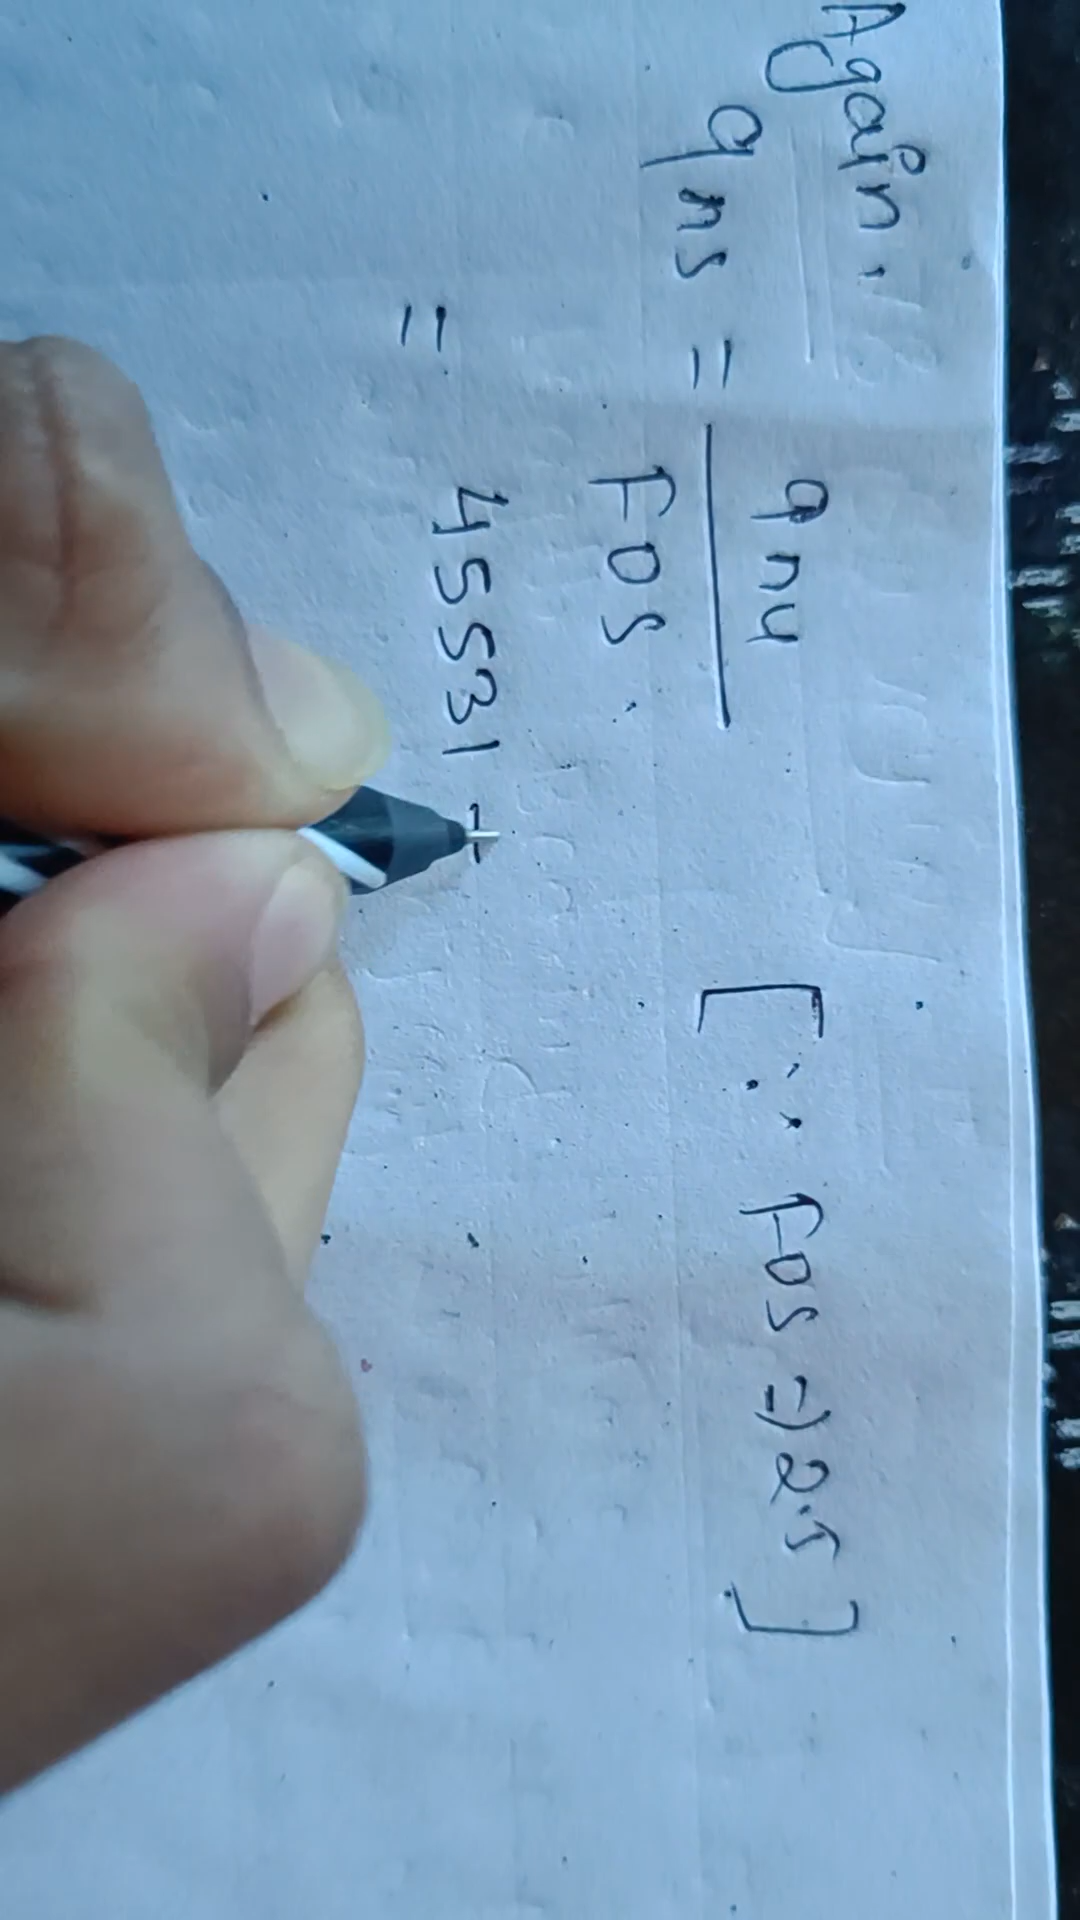 Again,
qns = qnu [∵ FOS => 2.5]
FOS
= 45531 +